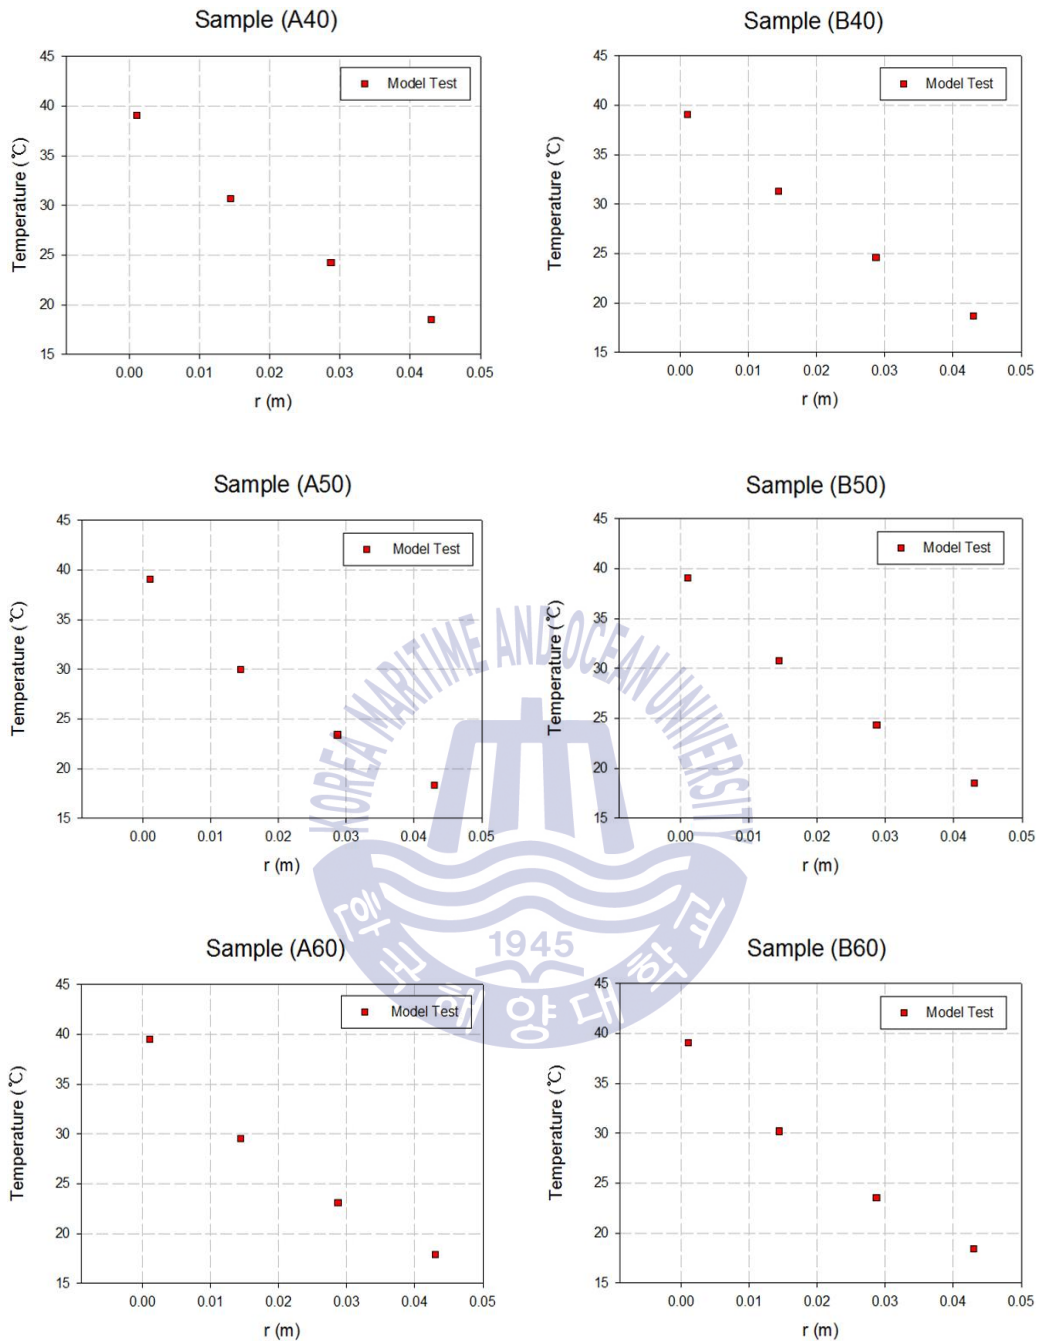 Sample (A40)
45
40
35
30
25
20
15
Temperature (℃)
Model Test
0.00 0.01 0.02 0.03 0.04 0.05
r (m)
Sample (B40)
45
40
35
30
25
20
15
Temperature (℃)
Model Test
0.00 0.01 0.02 0.03 0.04 0.05
r (m)
Sample (A50)
45
40
35
30
25
20
15
Temperature (℃)
Model Test
0.00 0.01 0.02 0.03 0.04 0.05
r (m)
Sample (B50)
45
40
35
30
25
20
15
Temperature (℃)
Model Test
0.00 0.01 0.02 0.03 0.04 0.05
r (m)
KOREA MARITIME AND OCEAN UNIVERSITY
1945
한국해양대학교
Sample (A60)
45
40
35
30
25
20
15
Temperature (℃)
Model Test
0.00 0.01 0.02 0.03 0.04 0.05
r (m)
Sample (B60)
45
40
35
30
25
20
15
Temperature (℃)
Model Test
0.00 0.01 0.02 0.03 0.04 0.05
r (m)